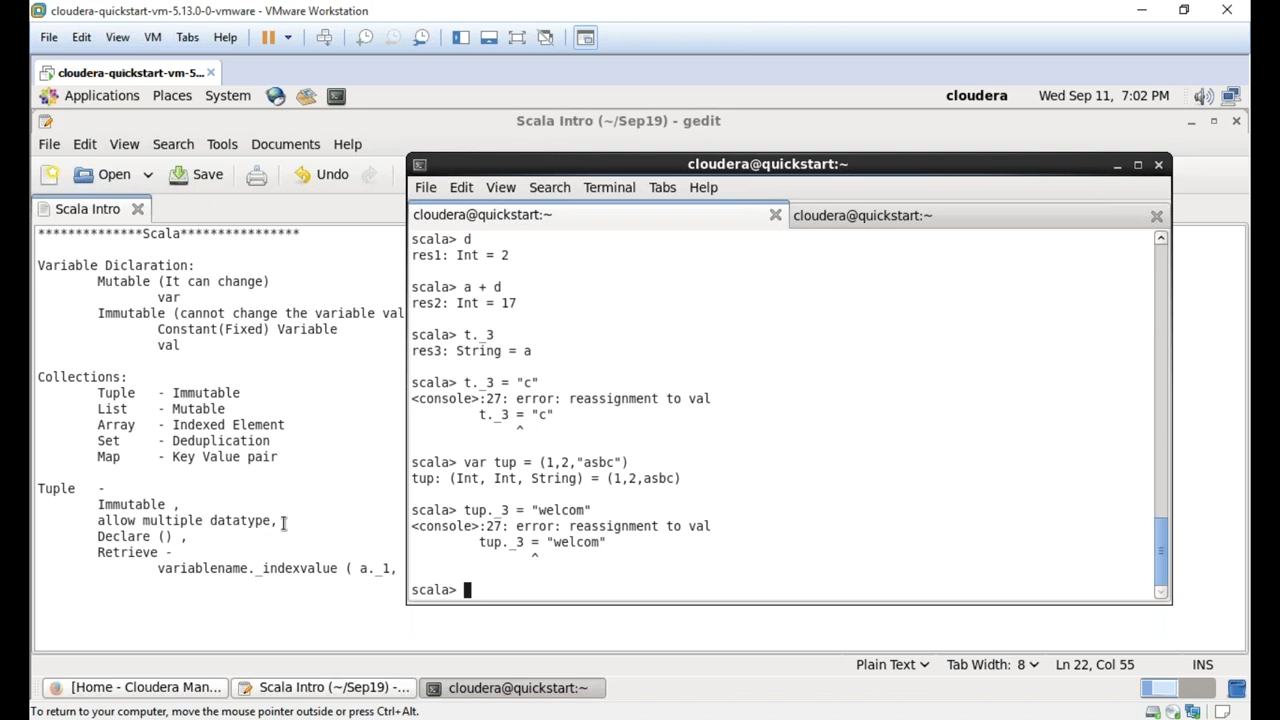 cloudera-quickstart-vm-5.13.0-0-vmware - VMware Workstation
File Edit View VM Tabs Help
cloudera-quickstart-vm-5...
Applications Places System cloudera Wed Sep 11, 7:02 PM
Scala Intro (~/Sep19) - gedit
File Edit View Search Tools Documents Help
Open Save Undo
Scala Intro
**************Scala****************
Variable Diclaration:
Mutable (It can change)
var
Immutable (cannot change the variable val
Constant(Fixed) Variable
val
Collections:
Tuple - Immutable
List - Mutable
Array - Indexed Element
Set - Deduplication
Map - Key Value pair
Tuple -
Immutable ,
allow multiple datatype,
Declare () ,
Retrieve -
variablename._indexvalue ( a._1,
cloudera@quickstart:~
File Edit View Search Terminal Tabs Help
cloudera@quickstart:~ cloudera@quickstart:~
scala> d
res1: Int = 2
scala> a + d
res2: Int = 17
scala> t._3
res3: String = a
scala> t._3 = "c"
<console>:27: error: reassignment to val
t._3 = "c"
^
scala> var tup = (1,2,"asbc")
tup: (Int, Int, String) = (1,2,asbc)
scala> tup._3 = "welcom"
<console>:27: error: reassignment to val
tup._3 = "welcom"
^
scala>
Plain Text Tab Width: 8 Ln 22, Col 55 INS
[Home - Cloudera Man... Scala Intro (~/Sep19) -... cloudera@quickstart:~
To return to your computer, move the mouse pointer outside or press Ctrl+Alt.